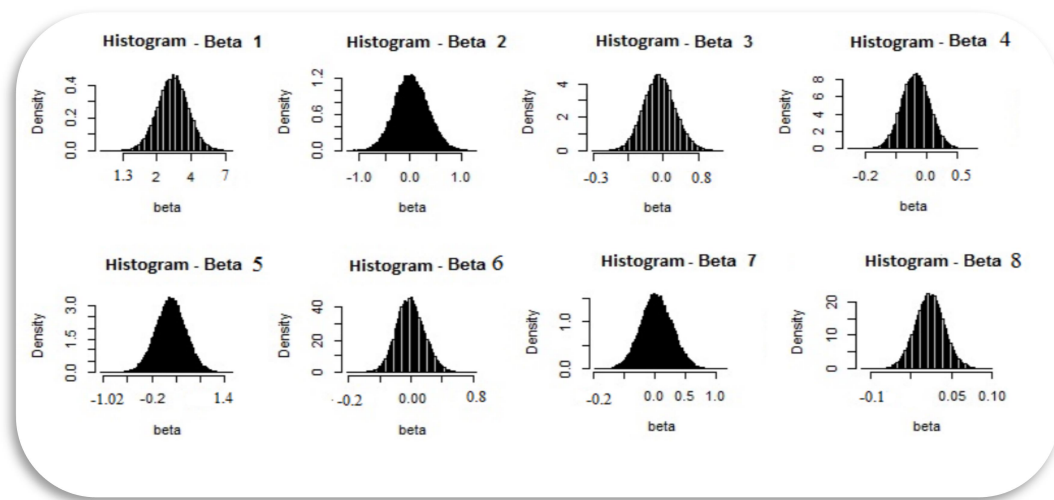 Histogram - Beta 1
Density
0.0 0.2 0.4
1.3 2 4 7
beta
Histogram - Beta 2
Density
0.0 0.6 1.2
-1.0 0.0 1.0
beta
Histogram - Beta 3
Density
0 2 4
-0.3 0.0 0.8
beta
Histogram - Beta 4
Density
0 2 4 6 8
-0.2 0.0 0.5
beta
Histogram - Beta 5
Density
0.0 1.5 3.0
-1.02 -0.2 1.4
beta
Histogram - Beta 6
Density
0 20 40
-0.2 0.00 0.8
beta
Histogram - Beta 7
Density
0.0 1.0
-0.2 0.0 0.5 1.0
beta
Histogram - Beta 8
Density
0 10 20
-0.1 0.05 0.10
beta